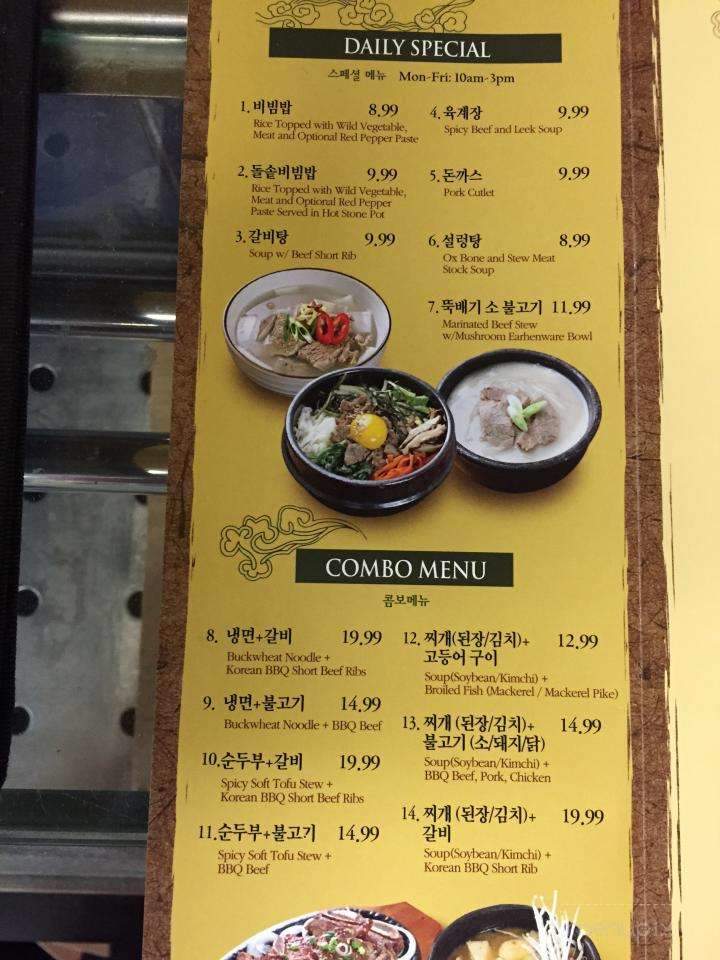 DAILY SPECIAL
스페셜 메뉴 Mon-Fri: 10am-3pm
1. 비빔밥 8.99
Rice Topped with Wild Vegetable,
Meat and Optional Red Pepper Paste
2. 돌솥비빔밥 9.99
Rice Topped with Wild Vegetable,
Meat and Optional Red Pepper
Paste Served in Hot Stone Pot
3. 갈비탕 9.99
Soup w/ Beef Short Rib
4. 육계장 9.99
Spicy Beef and Leek Soup
5. 돈까스 9.99
Pork Cutlet
6. 설렁탕 8.99
Ox Bone and Stew Meat
Stock Soup
7. 뚝배기 소 불고기 11.99
Marinated Beef Stew
w/Mushroom Earhenware Bowl
COMBO MENU
콤보메뉴
8. 냉면+갈비 19.99
Buckwheat Noodle +
Korean BBQ Short Beef Ribs
9. 냉면+불고기 14.99
Buckwheat Noodle + BBQ Beef
10. 순두부+갈비 19.99
Spicy Soft Tofu Stew +
Korean BBQ Short Beef Ribs
11. 순두부+불고기 14.99
Spicy Soft Tofu Stew +
BBQ Beef
12. 찌개(된장/김치)+ 12.99
고등어 구이
Soup(Soybean/Kimchi) +
Broiled Fish (Mackerel / Mackerel Pike)
13. 찌개 (된장/김치)+ 14.99
불고기 (소/돼지/닭)
Soup(Soybean/Kimchi) +
BBQ Beef, Pork, Chicken
14. 찌개 (된장/김치)+ 19.99
갈비
Soup(Soybean/Kimchi) +
Korean BBQ Short Rib